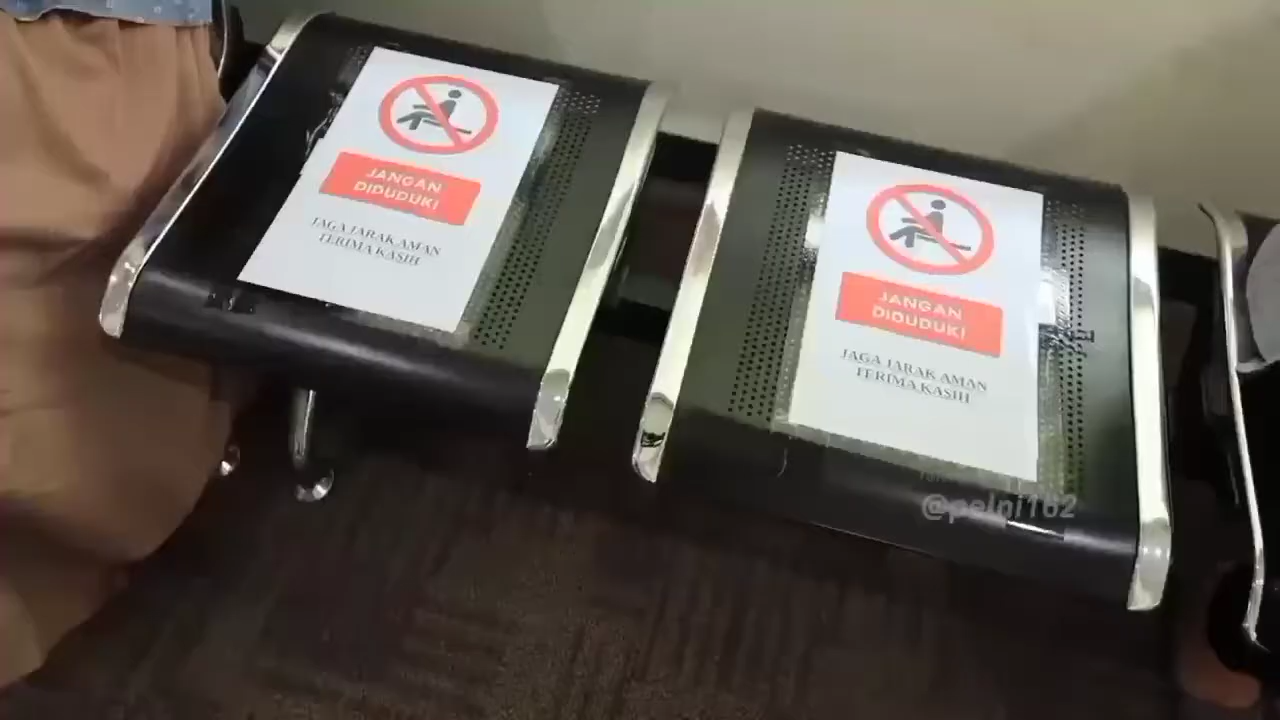 JANGAN
DIDUDUKI
JAGA JARAK AMAN
TERIMA KASIH
JANGAN
DIDUDUKI
JAGA JARAK AMAN
TERIMA KASIH
@pelni162